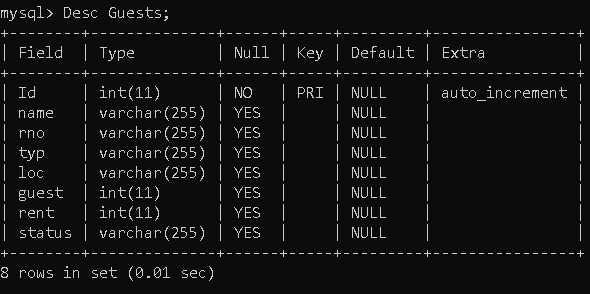 mysql> Desc Guests;
+--------+--------------+------+-----+---------+----------------+
| Field  | Type         | Null | Key | Default | Extra          |
+--------+--------------+------+-----+---------+----------------+
| Id     | int(11)      | NO   | PRI | NULL    | auto_increment |
| name   | varchar(255) | YES  |     | NULL    |                |
| rno    | varchar(255) | YES  |     | NULL    |                |
| typ    | varchar(255) | YES  |     | NULL    |                |
| loc    | varchar(255) | YES  |     | NULL    |                |
| guest  | int(11)      | YES  |     | NULL    |                |
| rent   | int(11)      | YES  |     | NULL    |                |
| status | varchar(255) | YES  |     | NULL    |                |
+--------+--------------+------+-----+---------+----------------+
8 rows in set (0.01 sec)